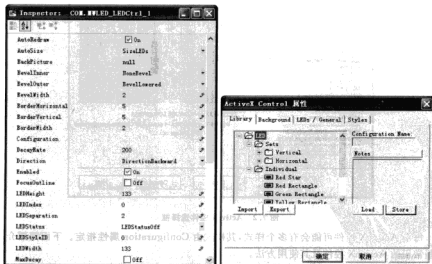 Inspector: COM.MWLED_LEDCtrl_1
AutoRedraw On
AutoSize SizeLEDs
BackPicture null
BevelInner NoneBevel
BevelOuter BevelLowered
BevelWidth 2
BorderHorizontal 5
BorderVertical 5
BorderWidth 2
Configuration
DecayRate 200
Direction DirectionBackward
Enabled On
FocusOutline Off
LEDHeight 133
LEDIndex 0
LEDSeparation 2
LEDStatus LEDStatusOff
LEDStyleID 0
LEDWidth 133
MaxDecay Off
ActiveX Control 属性
Library Background LEDs / General Styles
LED
Sets
Vertical
Horizontal
Individual
Red Star
Red Rectangle
Green Rectangle
Yellow Rectangle
Configuration Name:
Notes
Import Export Load Store
确定 取消